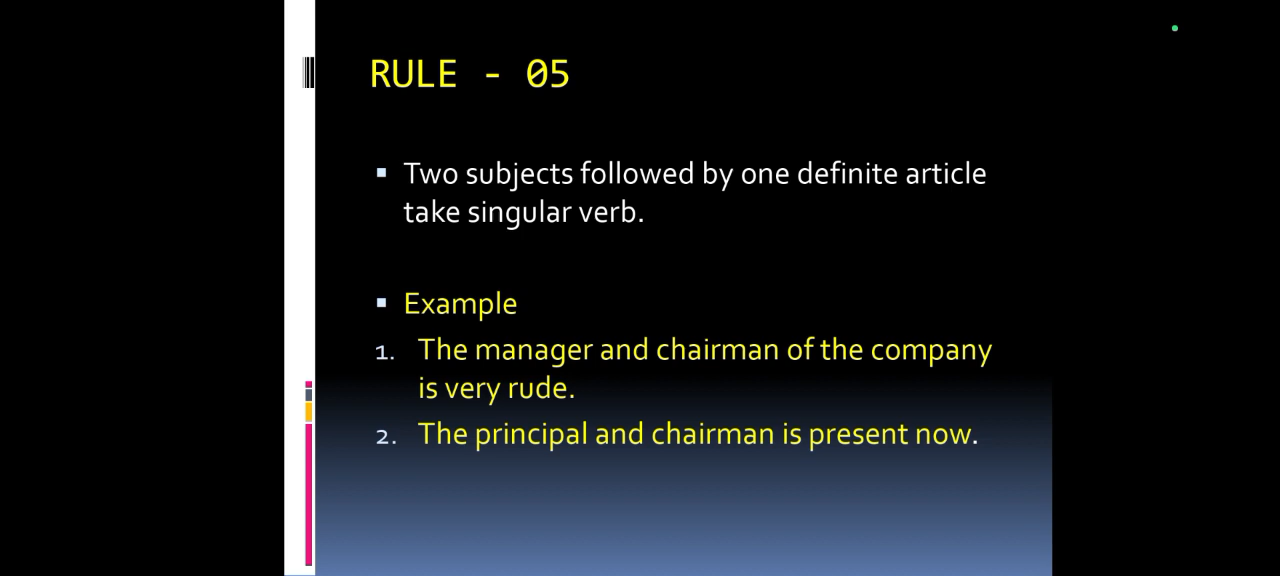 RULE - 05
▪ Two subjects followed by one definite article
take singular verb.
▪ Example
1. The manager and chairman of the company
is very rude.
2. The principal and chairman is present now.